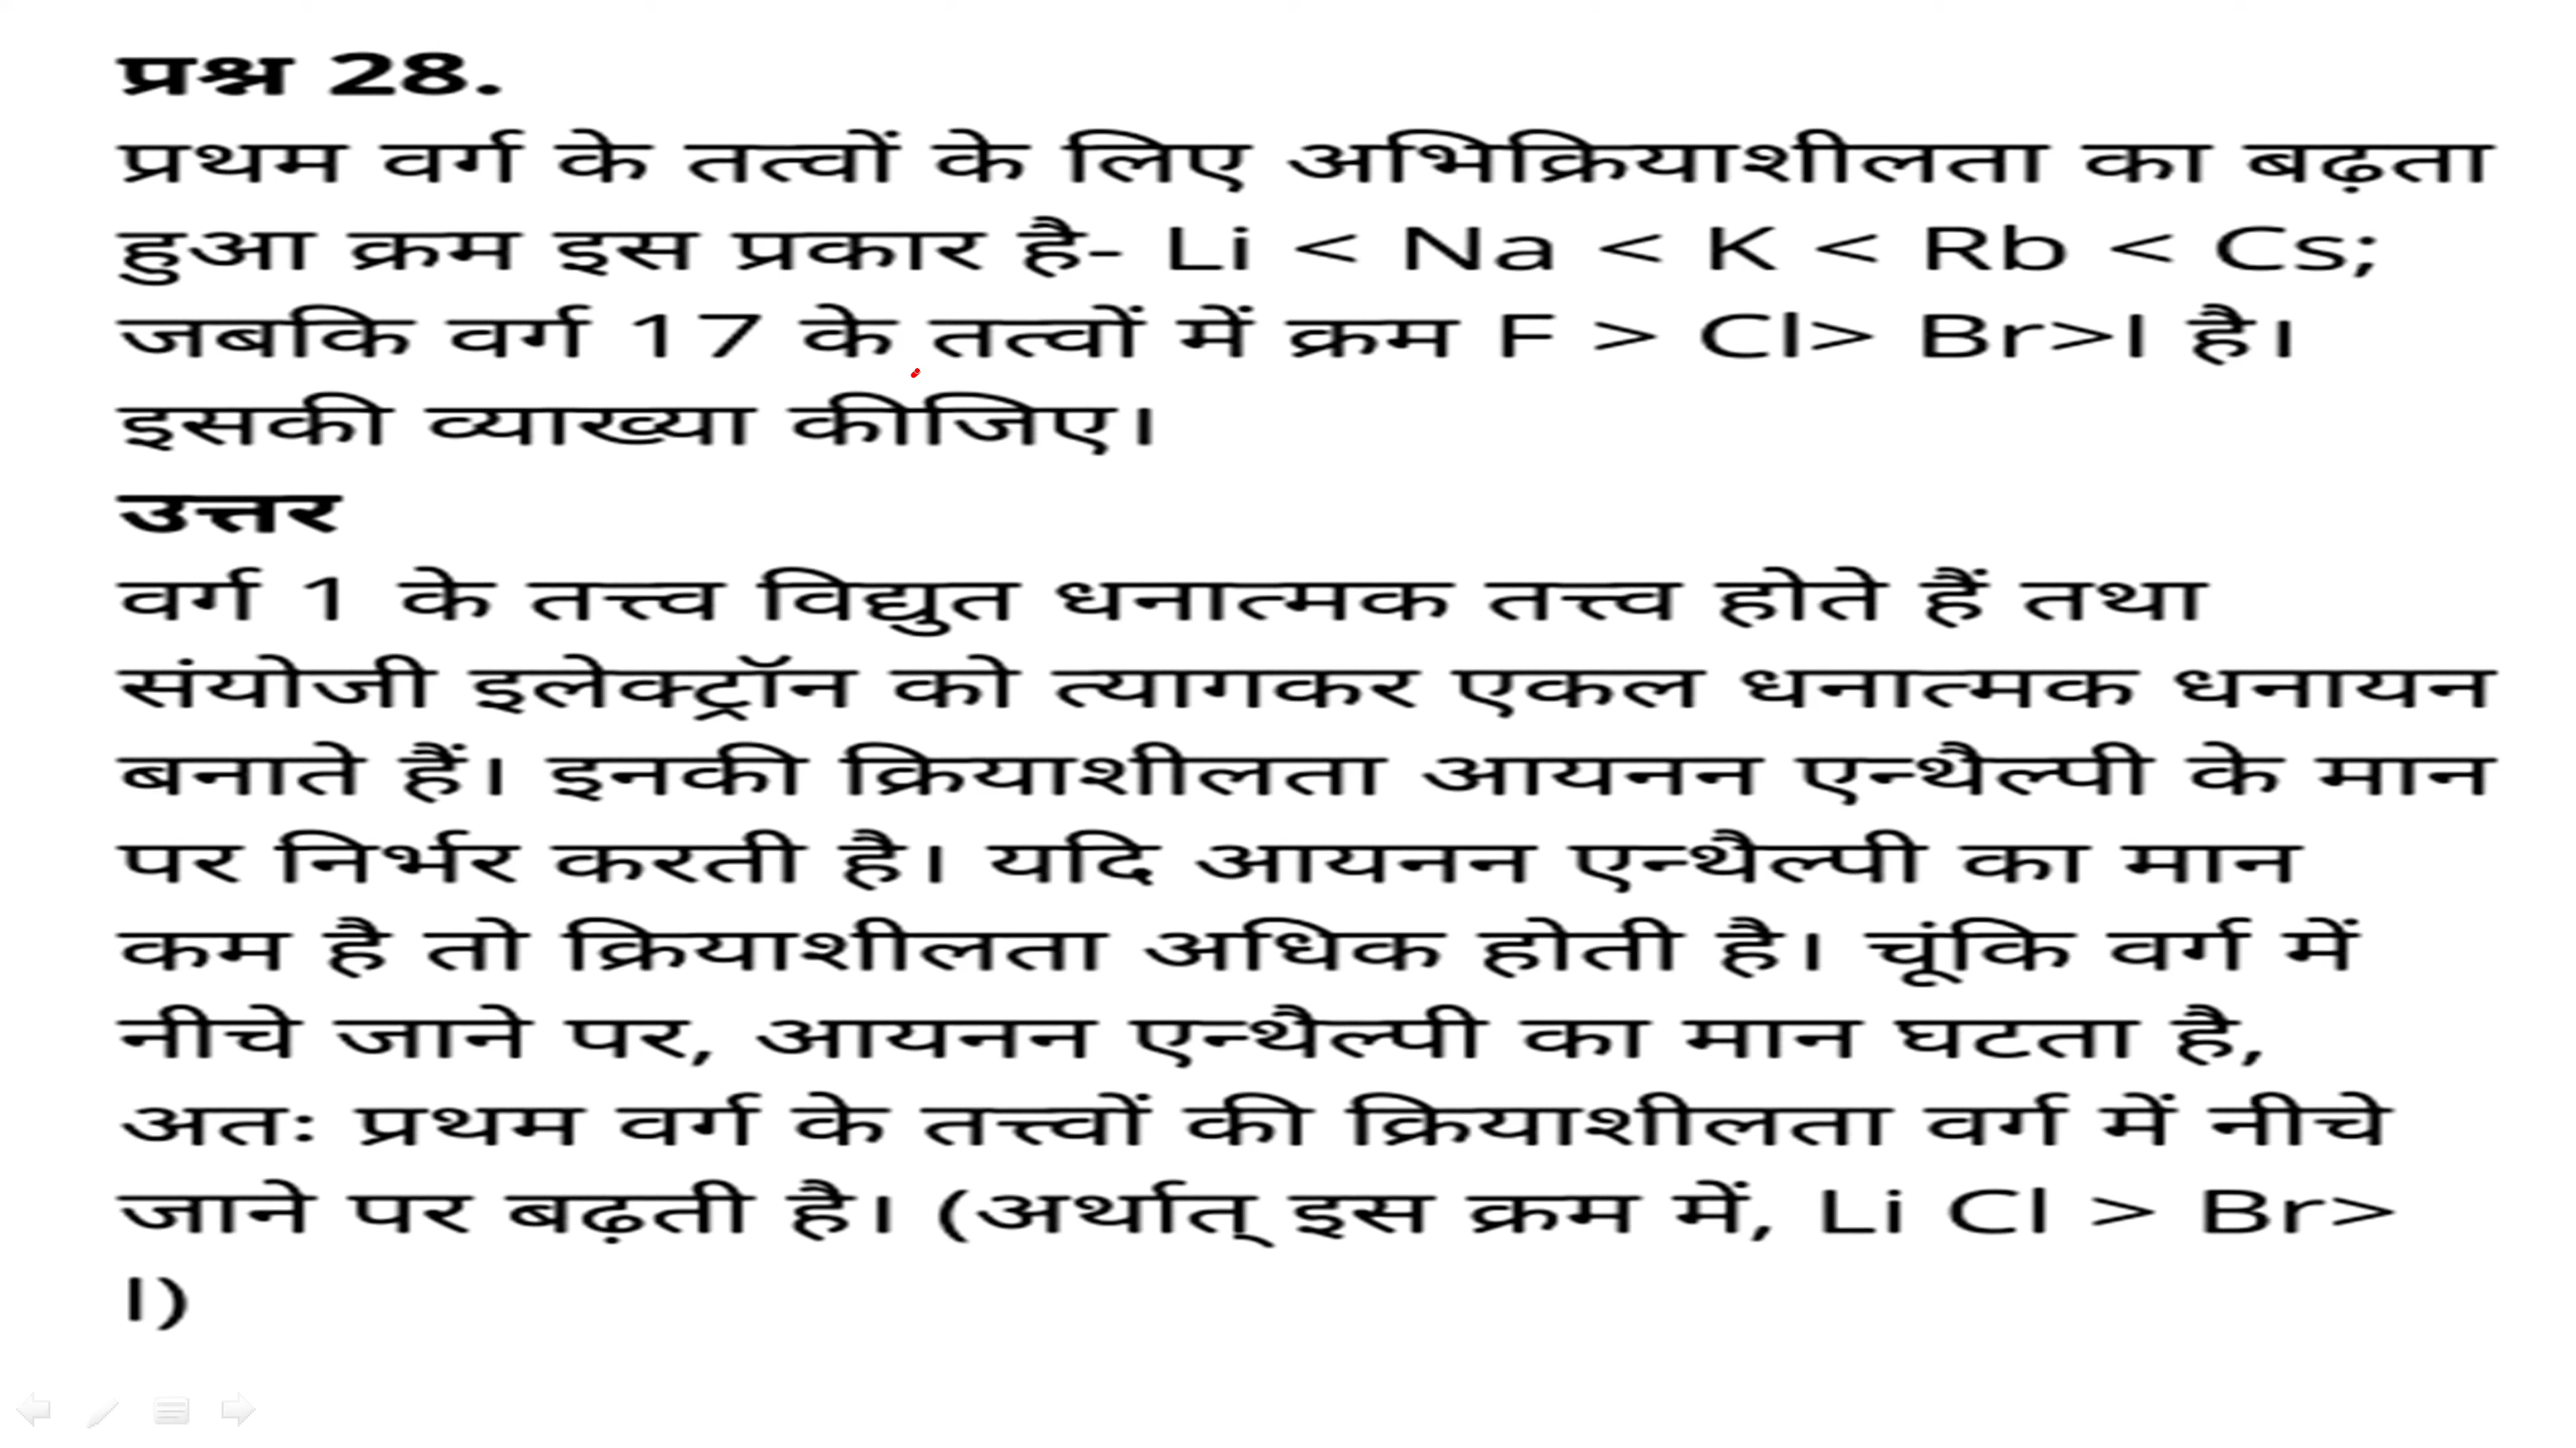 प्रश्न 28.
प्रथम वर्ग के तत्वों के लिए अभिक्रियाशीलता का बढ़ता
हुआ क्रम इस प्रकार है- Li < Na < K < Rb < Cs;
जबकि वर्ग 17 के तत्वों में क्रम F > Cl> Br>I है।
इसकी व्याख्या कीजिए।
उत्तर
वर्ग 1 के तत्त्व विद्युत धनात्मक तत्त्व होते हैं तथा
संयोजी इलेक्ट्रॉन को त्यागकर एकल धनात्मक धनायन
बनाते हैं। इनकी क्रियाशीलता आयनन एन्थैल्पी के मान
पर निर्भर करती है। यदि आयनन एन्थैल्पी का मान
कम है तो क्रियाशीलता अधिक होती है। चूंकि वर्ग में
नीचे जाने पर, आयनन एन्थैल्पी का मान घटता है,
अतः प्रथम वर्ग के तत्त्वों की क्रियाशीलता वर्ग में नीचे
जाने पर बढ़ती है। (अर्थात् इस क्रम में, Li Cl > Br>
I)